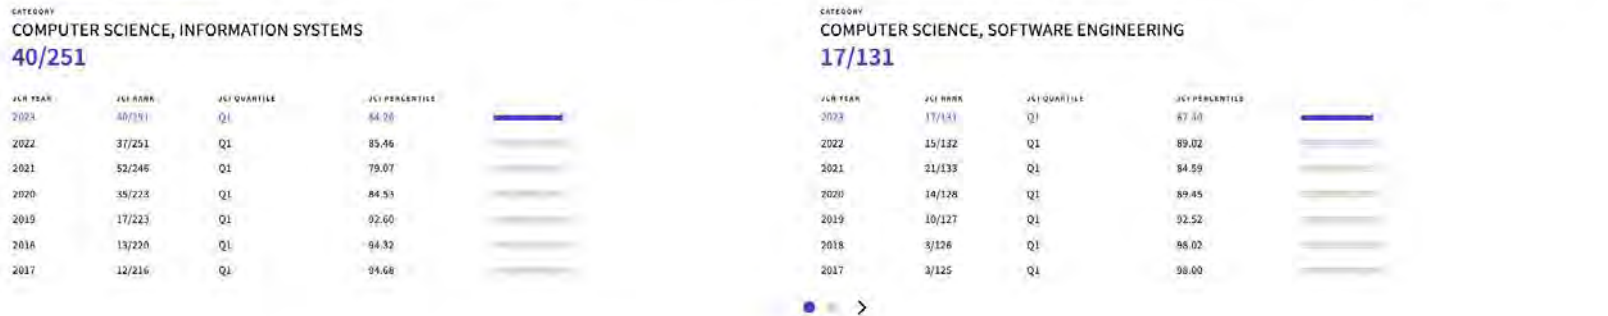 CATEGORY
COMPUTER SCIENCE, INFORMATION SYSTEMS
40/251
JCR YEAR JCI RANK JCI QUARTILE JCI PERCENTILE
2023 40/251 Q1 84.26
2022 37/251 Q1 85.46
2021 52/246 Q1 79.07
2020 35/223 Q1 84.53
2019 17/223 Q1 92.60
2018 13/220 Q1 94.32
2017 12/216 Q1 94.68
CATEGORY
COMPUTER SCIENCE, SOFTWARE ENGINEERING
17/131
JCR YEAR JCI RANK JCI QUARTILE JCI PERCENTILE
2023 17/131 Q1 87.40
2022 15/132 Q1 89.02
2021 21/133 Q1 84.59
2020 14/128 Q1 89.45
2019 10/127 Q1 92.52
2018 3/126 Q1 98.02
2017 3/125 Q1 98.00